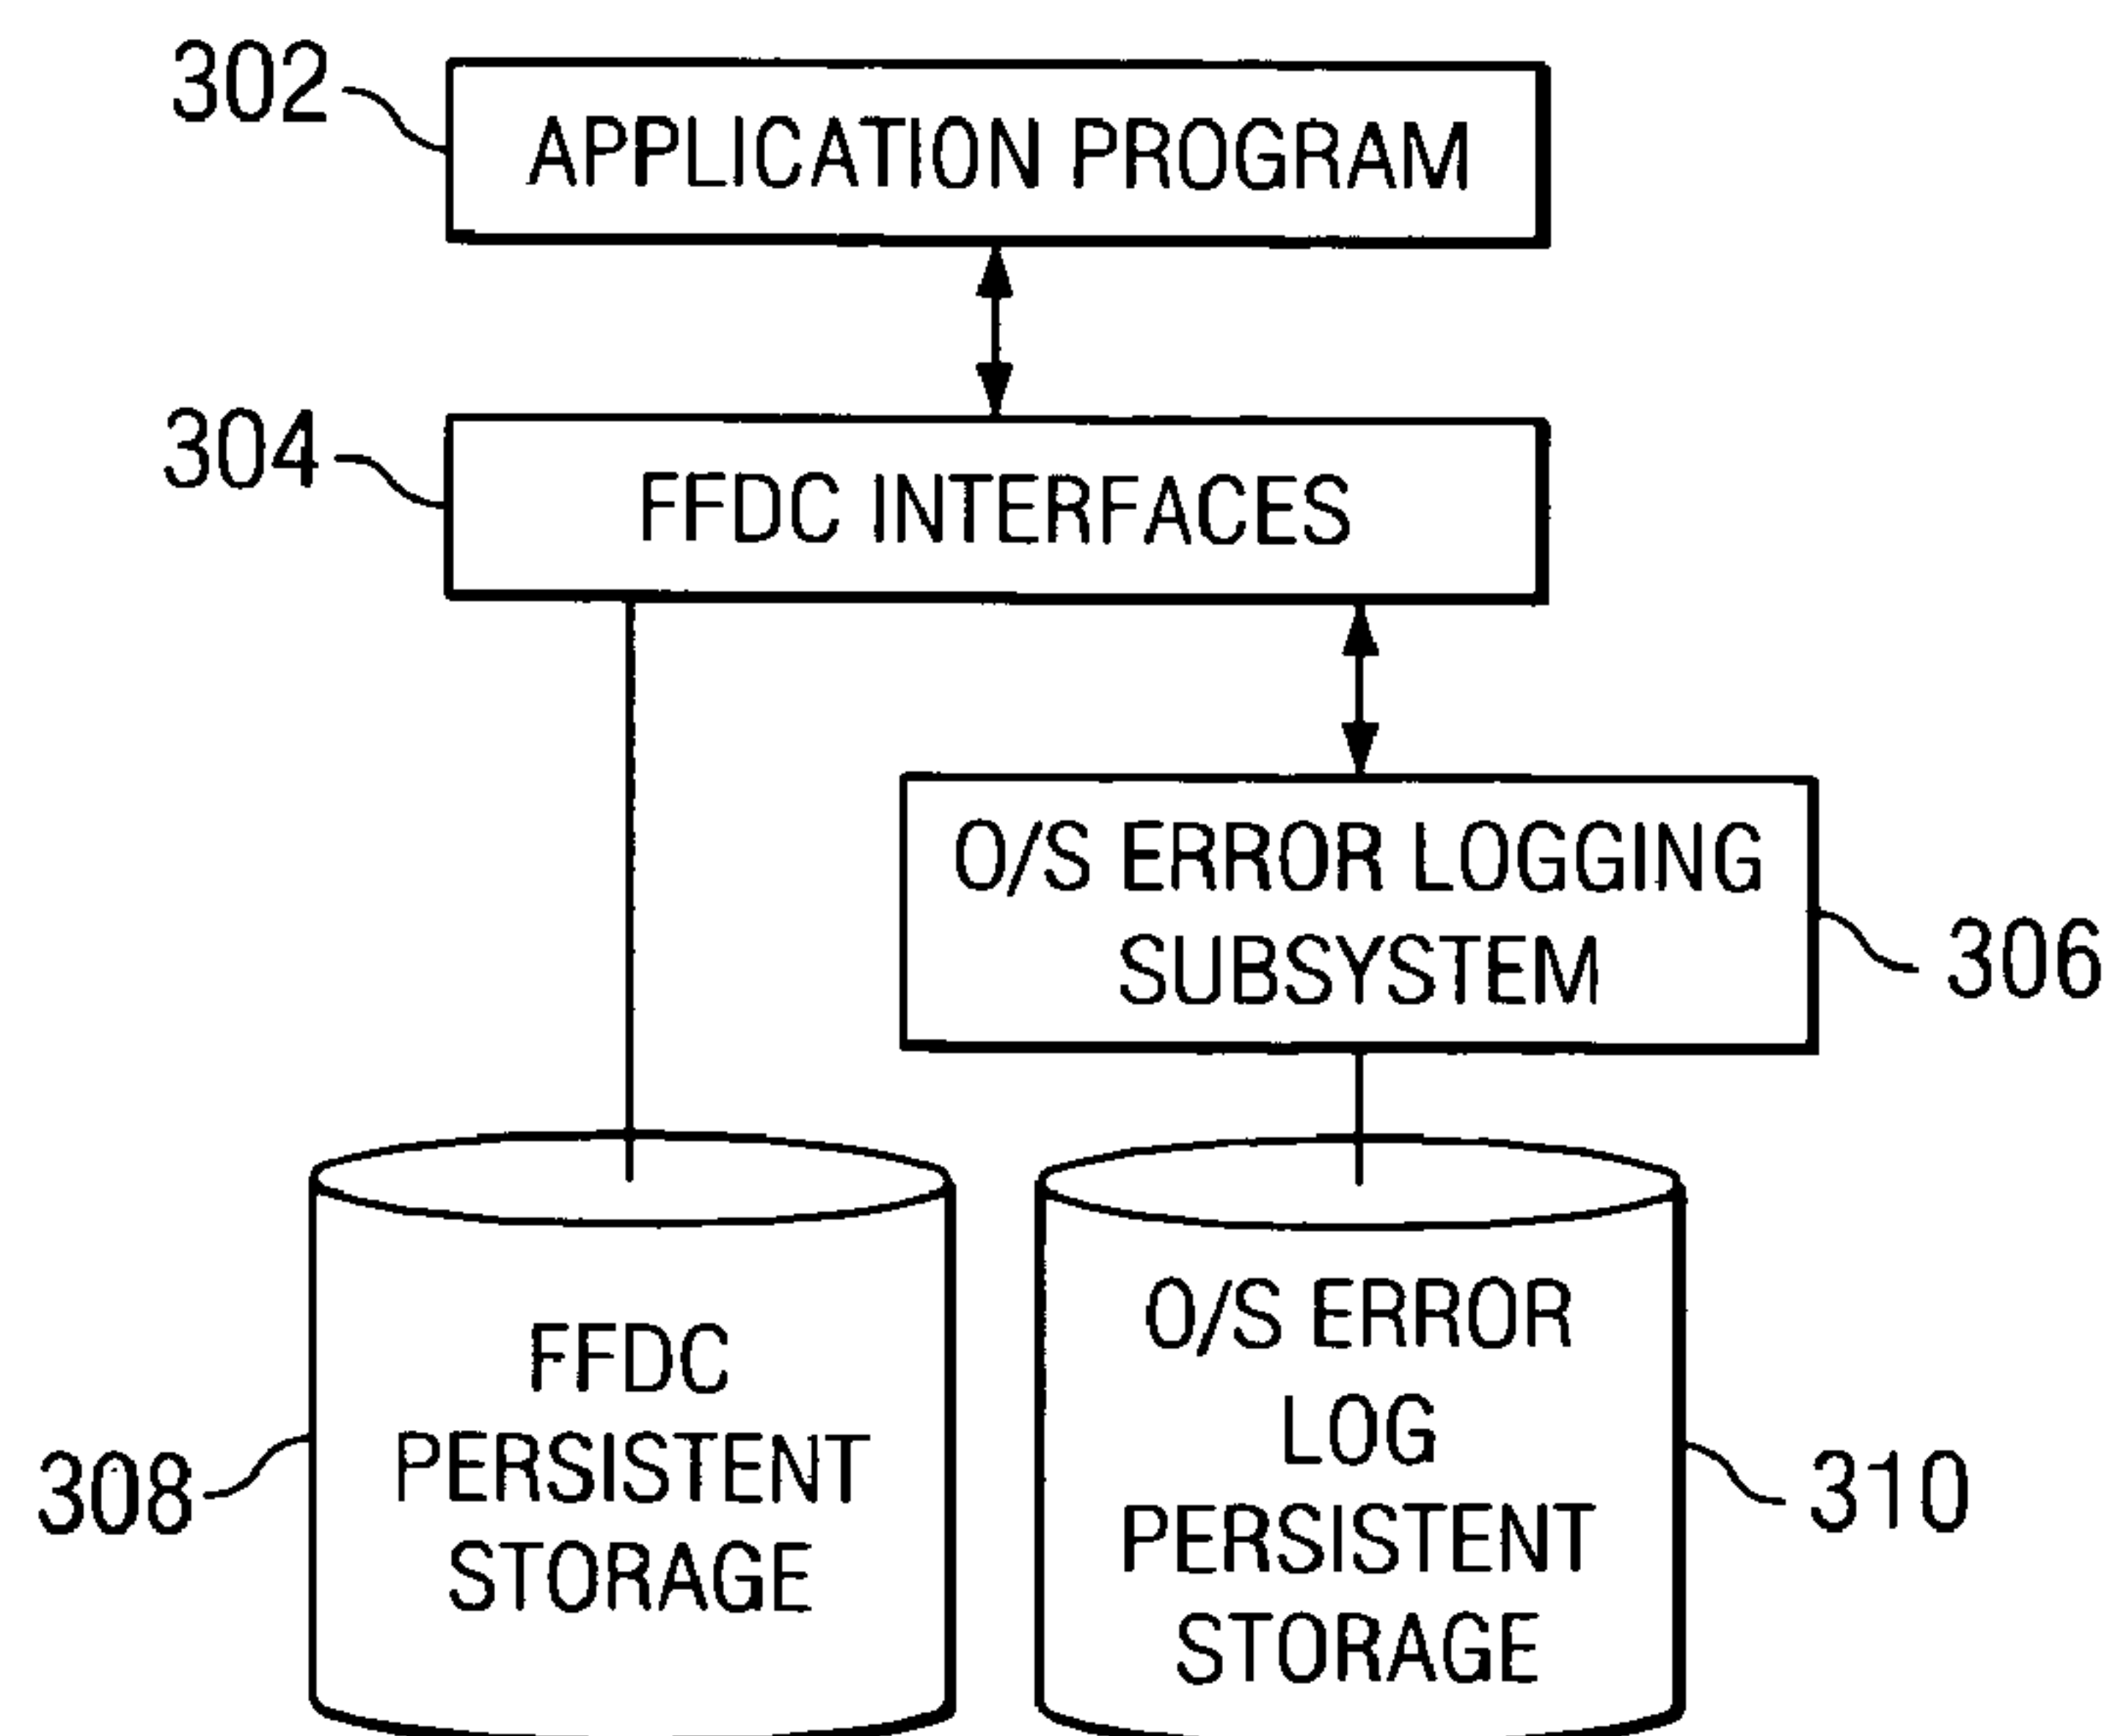 302
APPLICATION PROGRAM
304
FFDC INTERFACES
O/S ERROR LOGGING
SUBSYSTEM
306
FFDC
PERSISTENT
STORAGE
308
O/S ERROR
LOG
PERSISTENT
STORAGE
310